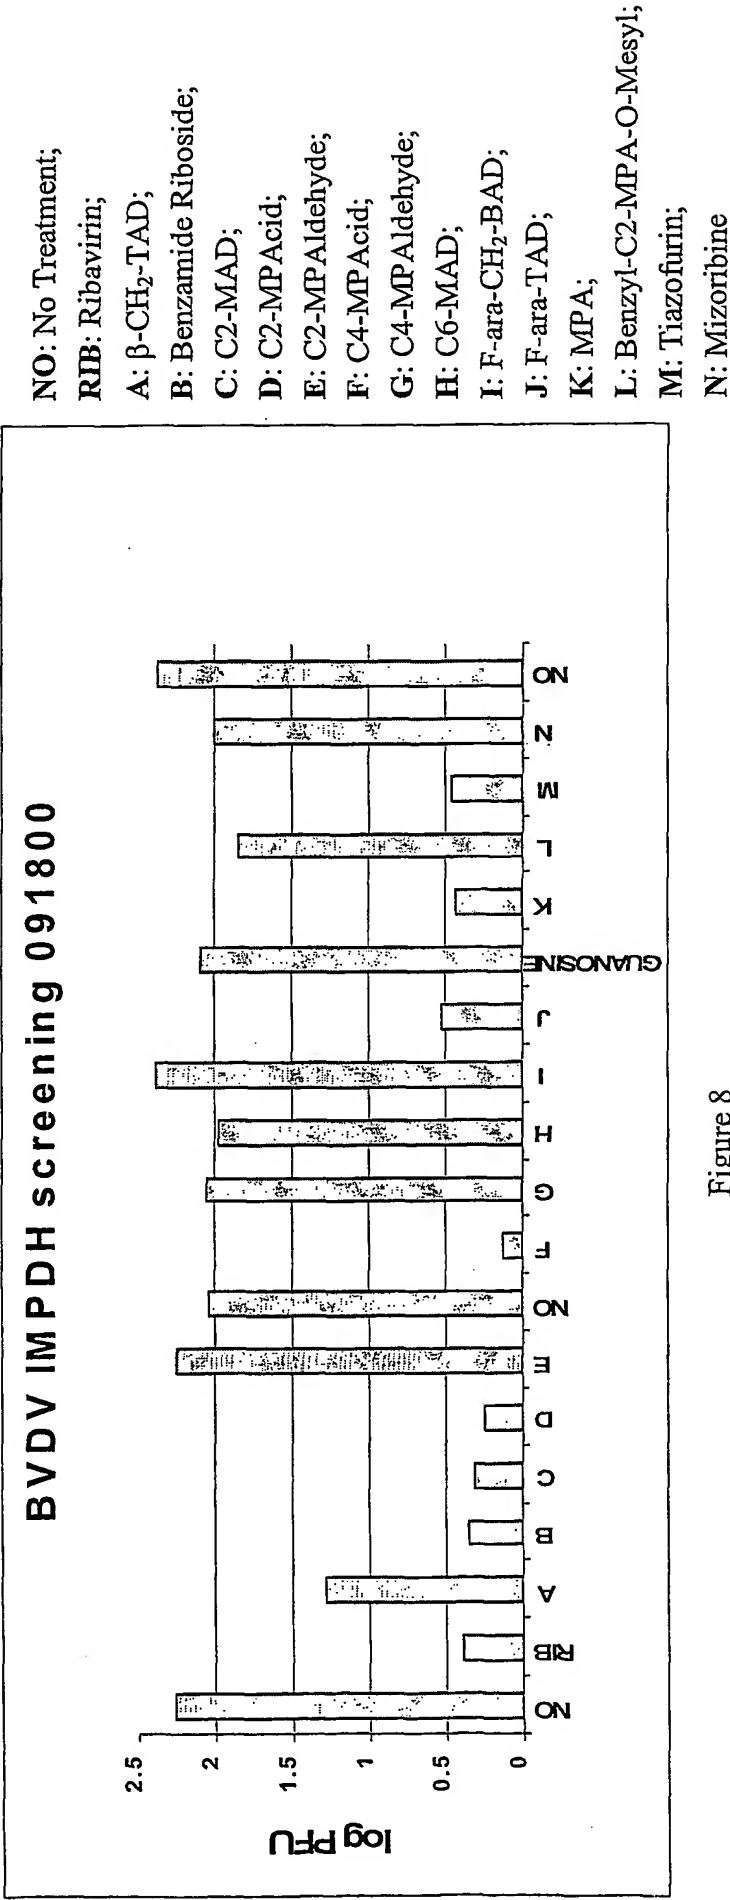 BVDV IMPDH screening 091800
log PFU
2.5
2
1.5
1
0.5
0
NO
RIB
A
B
C
D
E
NO
F
G
H
I
J
GUANOSINE
K
L
M
N
NO
NO: No Treatment;
RIB: Ribavirin;
A: β-CH₂-TAD;
B: Benzamide Riboside;
C: C2-MAD;
D: C2-MPAcid;
E: C2-MPAldehyde;
F: C4-MPAcid;
G: C4-MPAldehyde;
H: C6-MAD;
I: F-ara-CH₂-BAD;
J: F-ara-TAD;
K: MPA;
L: Benzyl-C2-MPA-O-Mesyl;
M: Tiazofurin;
N: Mizoribine
Figure 8